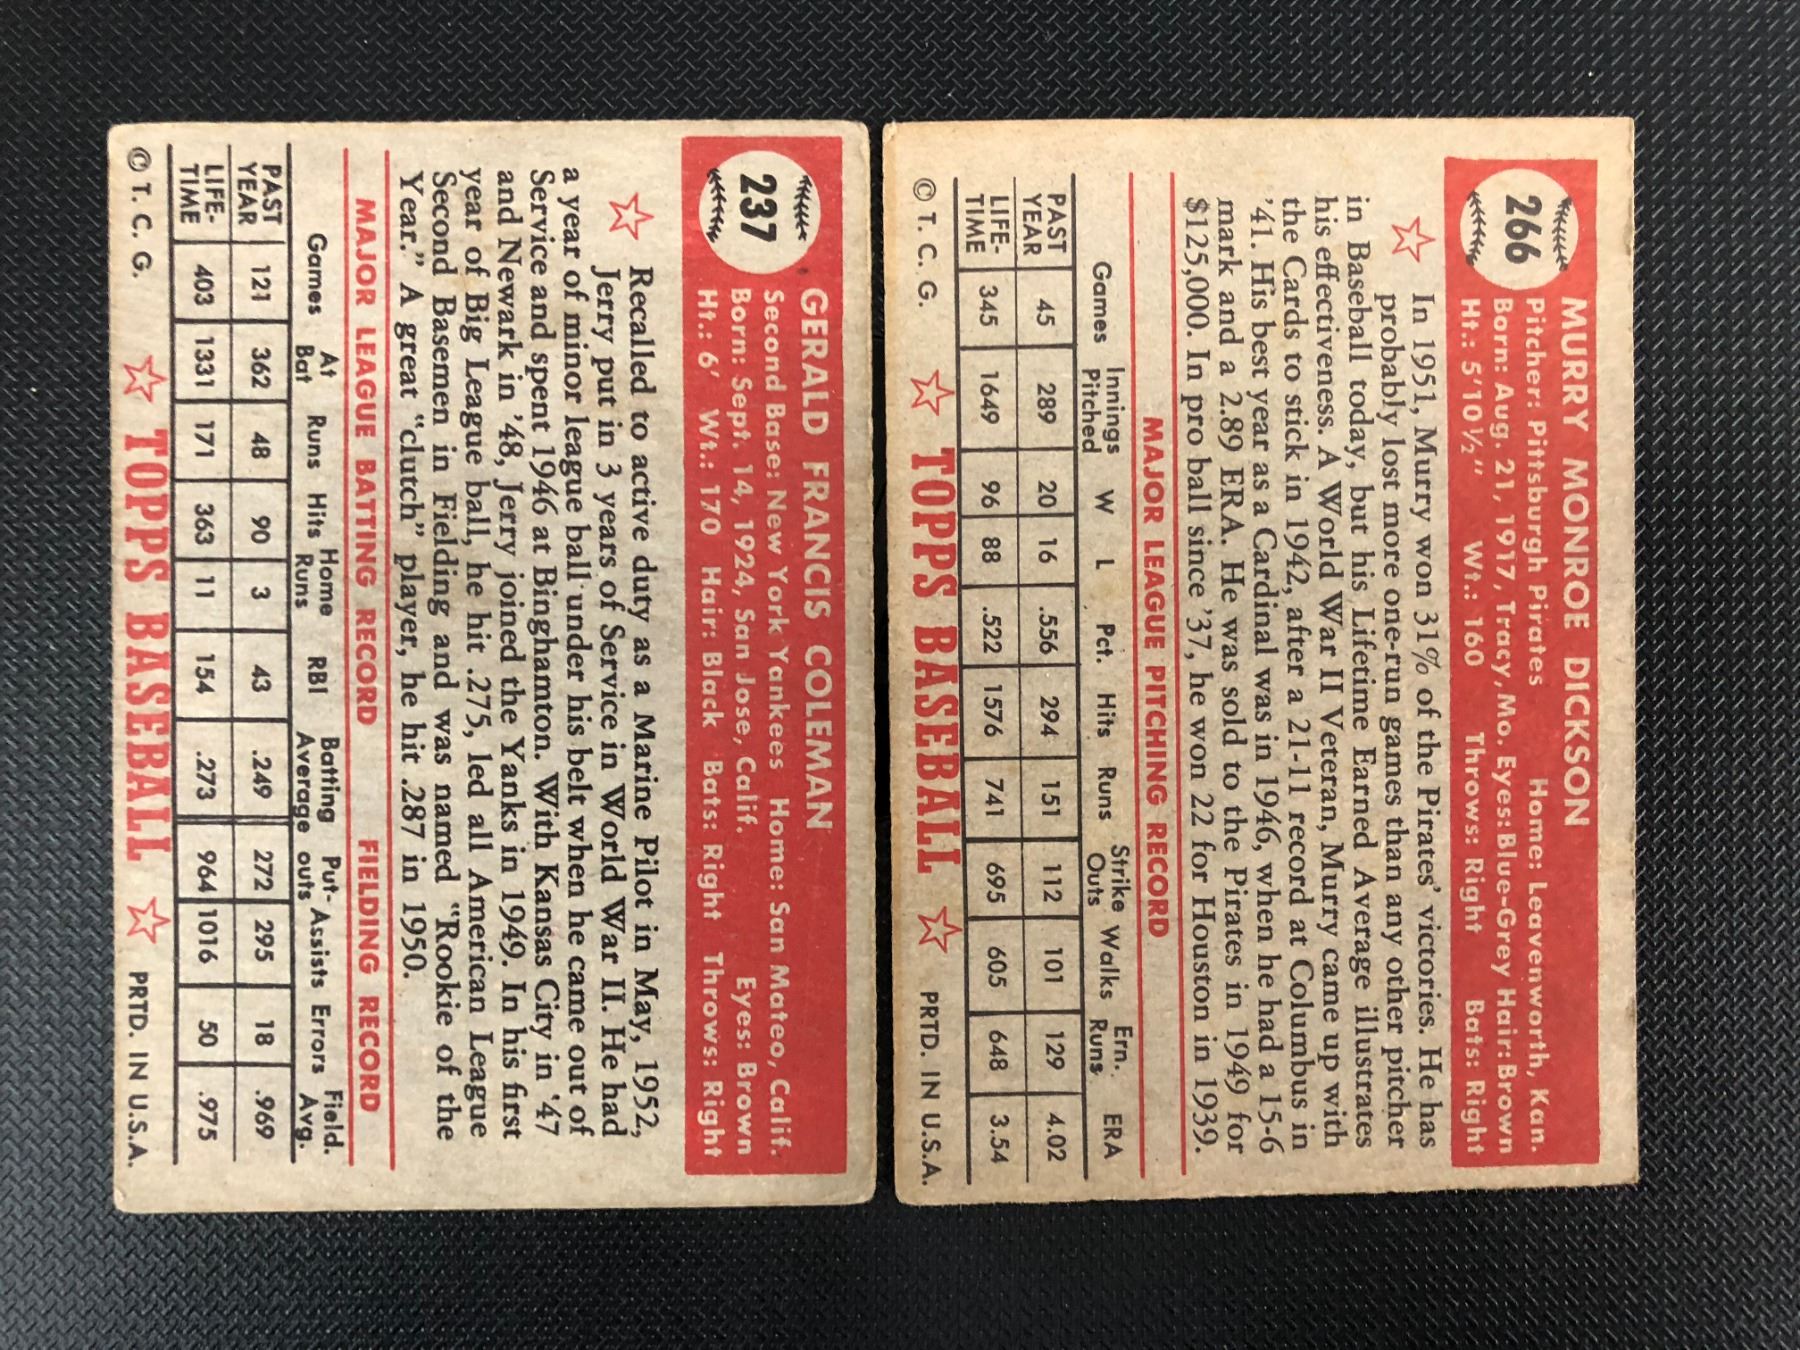 266
MURRY MONROE DICKSON
Pitcher: Pittsburgh Pirates Home: Leavenworth, Kan.
Born: Aug. 21, 1917, Tracy, Mo. Eyes: Blue-Grey Hair: Brown
Ht.: 5'10½" Wt.: 160 Throws: Right Bats: Right
In 1951, Murry won 31% of the Pirates' victories. He has
probably lost more one-run games than any other pitcher
in Baseball today, but his Lifetime Earned Average illustrates
his effectiveness. A World War II Veteran, Murry came up with
the Cards to stick in 1942, after a 21-11 record at Columbus in
'41. His best year as a Cardinal was in 1946, when he had a 15-6
mark and a 2.89 ERA. He was sold to the Pirates in 1949 for
$125,000. In pro ball since '37, he won 22 for Houston in 1939.
MAJOR LEAGUE PITCHING RECORD
Games Innings Pitched W L Pct. Hits Runs Strike Outs Walks Ern. Runs ERA
PAST YEAR 45 289 20 16 .556 294 151 112 101 129 4.02
LIFE-TIME 345 1649 96 88 .522 1576 741 695 605 648 3.54
© T. C. G. TOPPS BASEBALL PRTD. IN U.S.A.
237
GERALD FRANCIS COLEMAN
Second Base: New York Yankees Home: San Mateo, Calif.
Born: Sept. 14, 1924, San Jose, Calif. Eyes: Brown
Ht.: 6' Wt.: 170 Hair: Black Bats: Right Throws: Right
Recalled to active duty as a Marine Pilot in May, 1952,
Jerry put in 3 years of Service in World War II. He had
a year of minor league ball under his belt when he came out of
Service and spent 1946 at Binghamton. With Kansas City in '47
and Newark in '48, Jerry joined the Yanks in 1949. In his first
year of Big League ball, he hit .275, led all American League
Second Basemen in Fielding and was named "Rookie of the
Year." A great "clutch" player, he hit .287 in 1950.
MAJOR LEAGUE BATTING RECORD FIELDING RECORD
Games At Bat Runs Hits Home Runs RBI Batting Average Put-outs Assists Errors Field. Avg.
PAST YEAR 121 362 48 90 3 43 .249 272 295 18 .969
LIFE-TIME 403 1331 171 363 11 154 .273 964 1016 50 .975
© T. C. G. TOPPS BASEBALL PRTD. IN U.S.A.